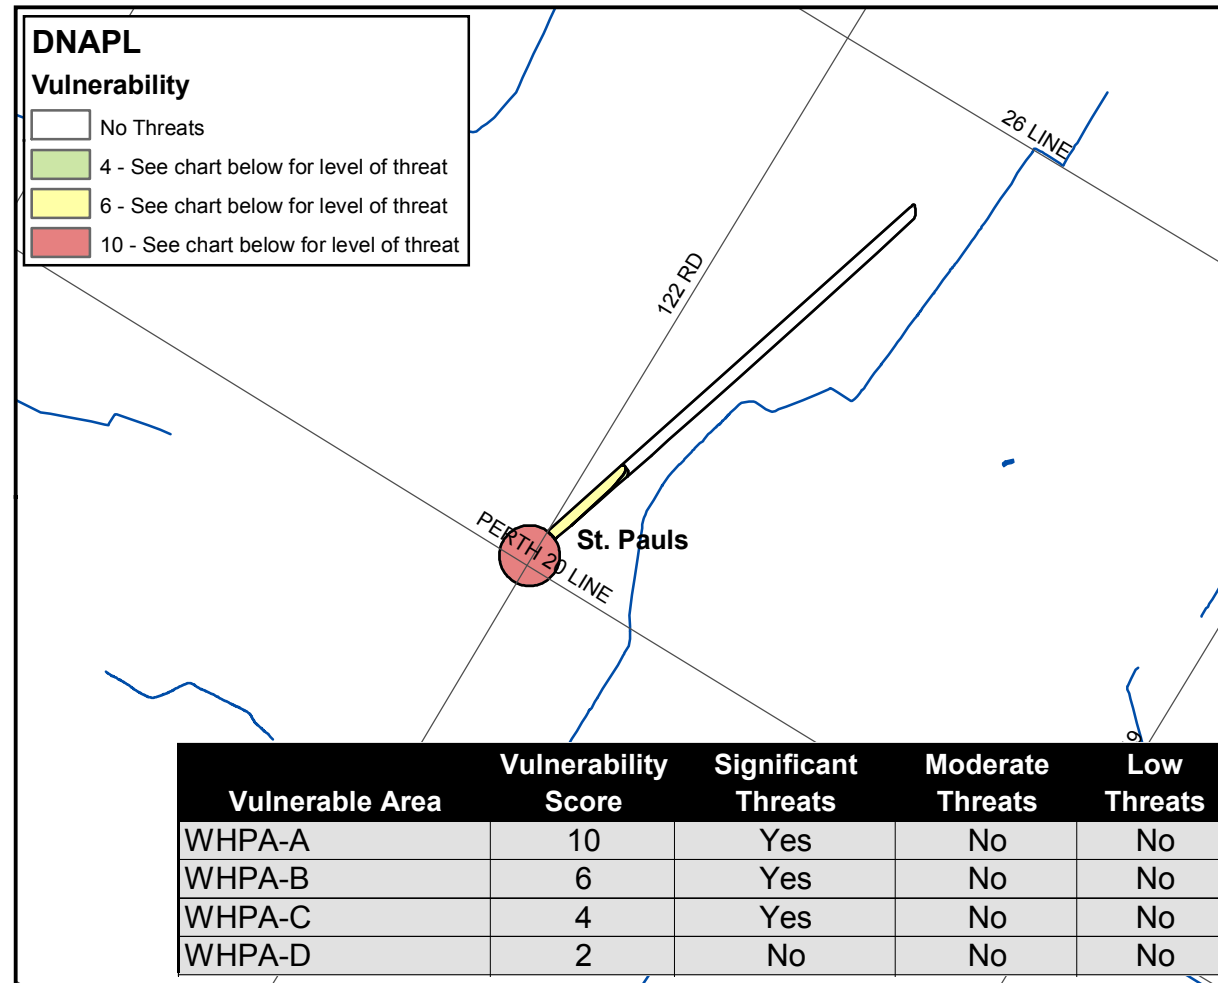 DNAPL
Vulnerability
No Threats
4 - See chart below for level of threat
6 - See chart below for level of threat
10 - See chart below for level of threat
26 LINE
122 RD
PERTH 20 LINE
St. Pauls
9
Vulnerable Area Vulnerability Score Significant Threats Moderate Threats Low Threats
WHPA-A 10 Yes No No
WHPA-B 6 Yes No No
WHPA-C 4 Yes No No
WHPA-D 2 No No No